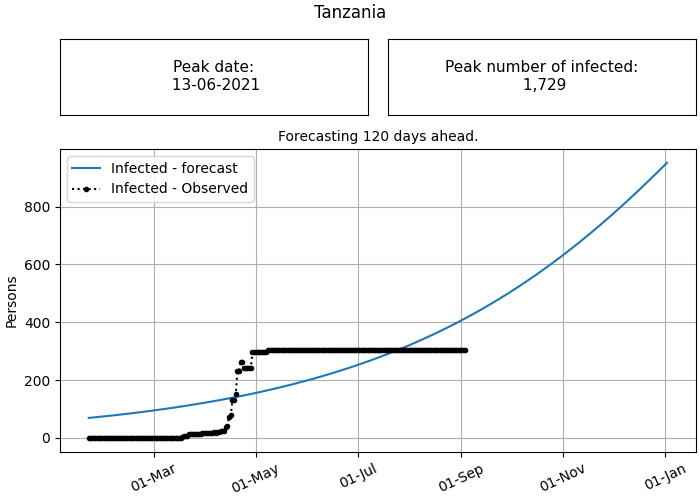 Tanzania
Peak date:
13-06-2021
Peak number of infected:
1,729
Forecasting 120 days ahead.
Infected - forecast
Infected - Observed
Persons
800
600
400
200
0
01-Mar
01-May
01-Jul
01-Sep
01-Nov
01-Jan